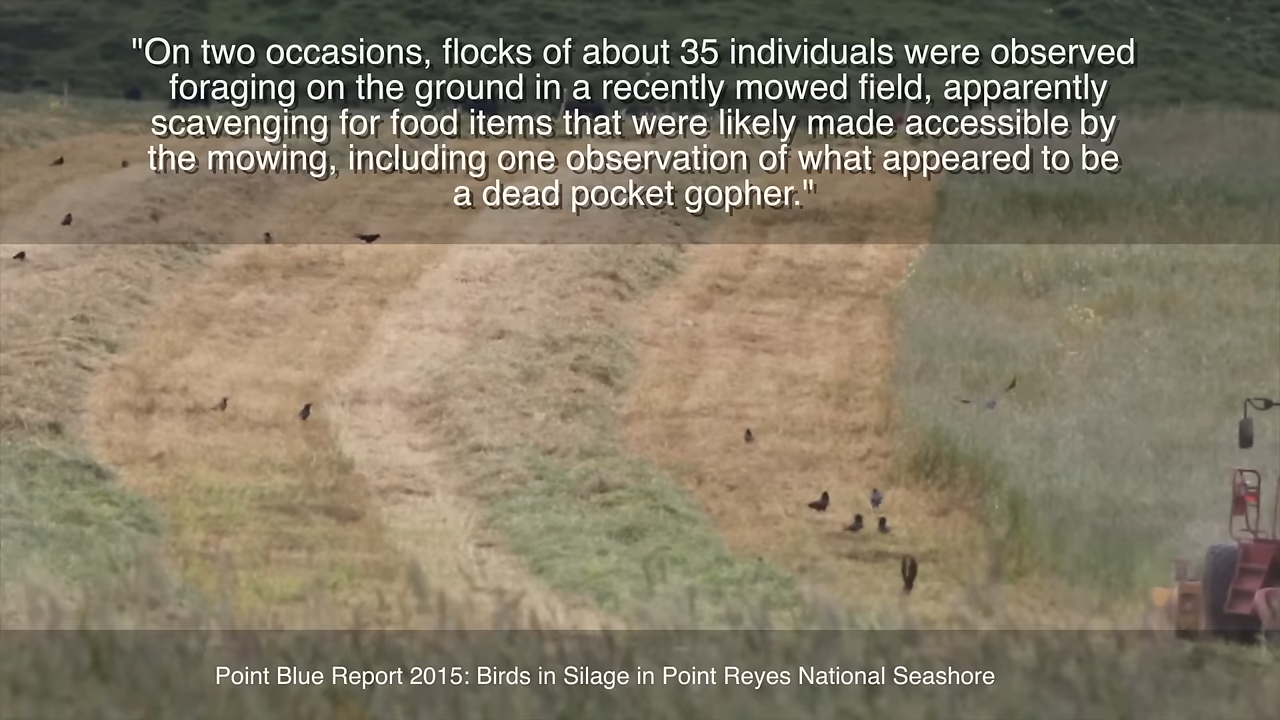 "On two occasions, flocks of about 35 individuals were observed
foraging on the ground in a recently mowed field, apparently
scavenging for food items that were likely made accessible by
the mowing, including one observation of what appeared to be
a dead pocket gopher."
Point Blue Report 2015: Birds in Silage in Point Reyes National Seashore